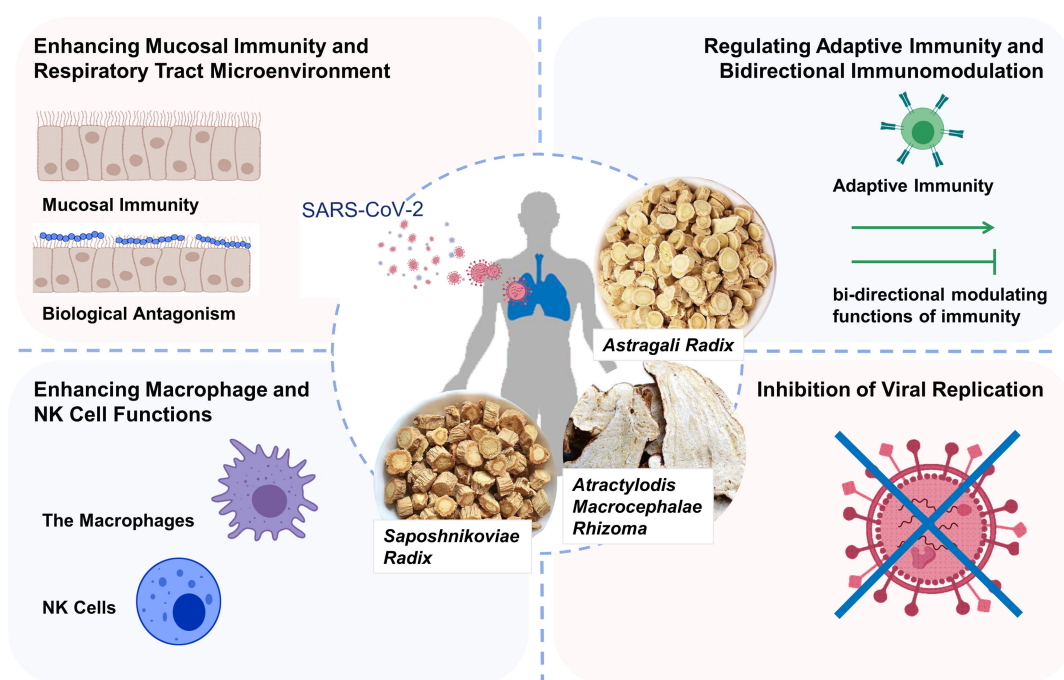 Enhancing Mucosal Immunity and
Respiratory Tract Microenvironment
Mucosal Immunity
Biological Antagonism
Regulating Adaptive Immunity and
Bidirectional Immunomodulation
Adaptive Immunity
bi-directional modulating
functions of immunity
SARS-CoV-2
Astragali Radix
Saposhnikoviae
Radix
Atractylodis
Macrocephalae
Rhizoma
Enhancing Macrophage and
NK Cell Functions
The Macrophages
NK Cells
Inhibition of Viral Replication